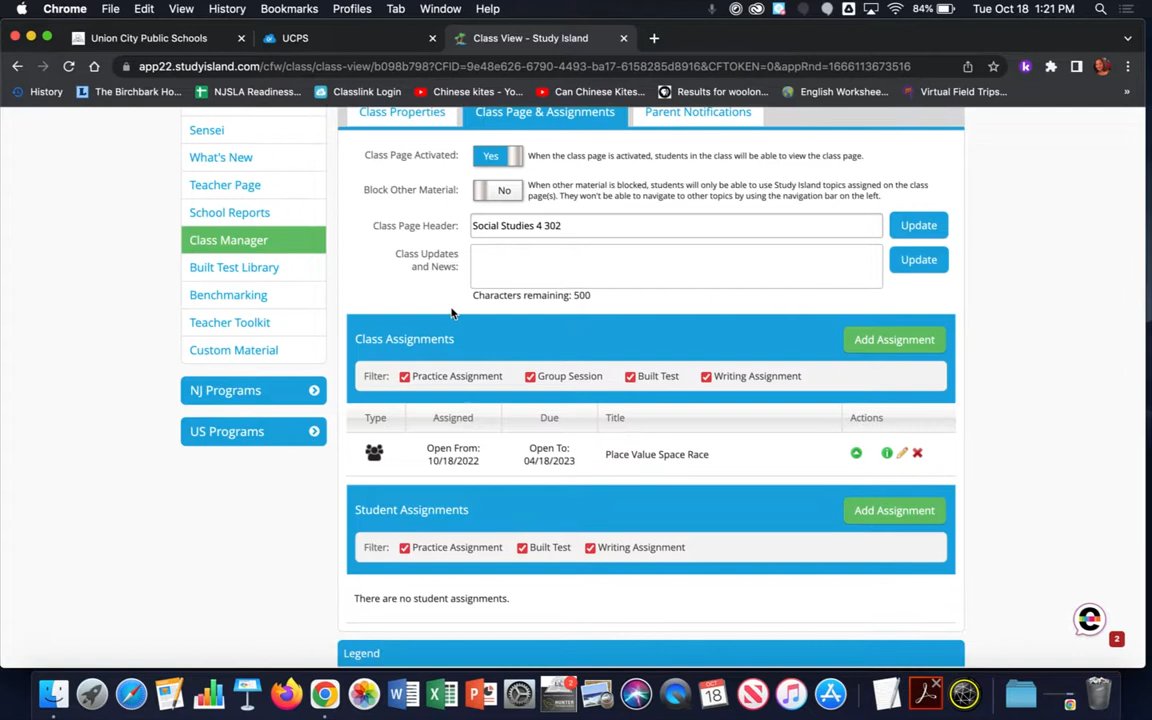 Chrome File Edit View History Bookmarks Profiles Tab Window Help 84% Tue Oct 18 1:21 PM
Union City Public Schools UCPS Class View - Study Island
app22.studyisland.com/cfw/class/class-view/b098b798?CFID=9e48e626-6790-4493-ba17-6158285d8916&CFTOKEN=0&appRnd=1666113673516
History The Birchbark Ho... NJSLA Readiness... Classlink Login Chinese kites - Yo... Can Chinese Kites... Results for woolon... English Workshee... Virtual Field Trips... »
Class Properties Class Page & Assignments Parent Notifications
Sensei
What's New
Teacher Page
School Reports
Class Manager
Built Test Library
Benchmarking
Teacher Toolkit
Custom Material
NJ Programs
US Programs
Class Page Activated: Yes When the class page is activated, students in the class will be able to view the class page.
Block Other Material: No When other material is blocked, students will only be able to use Study Island topics assigned on the class
page(s). They won't be able to navigate to other topics by using the navigation bar on the left.
Class Page Header: Social Studies 4 302 Update
Class Updates
and News: Update
Characters remaining: 500
Class Assignments Add Assignment
Filter: Practice Assignment Group Session Built Test Writing Assignment
Type Assigned Due Title Actions
Open From: Open To:
10/18/2022 04/18/2023 Place Value Space Race
Student Assignments Add Assignment
Filter: Practice Assignment Built Test Writing Assignment
There are no student assignments.
Legend
2